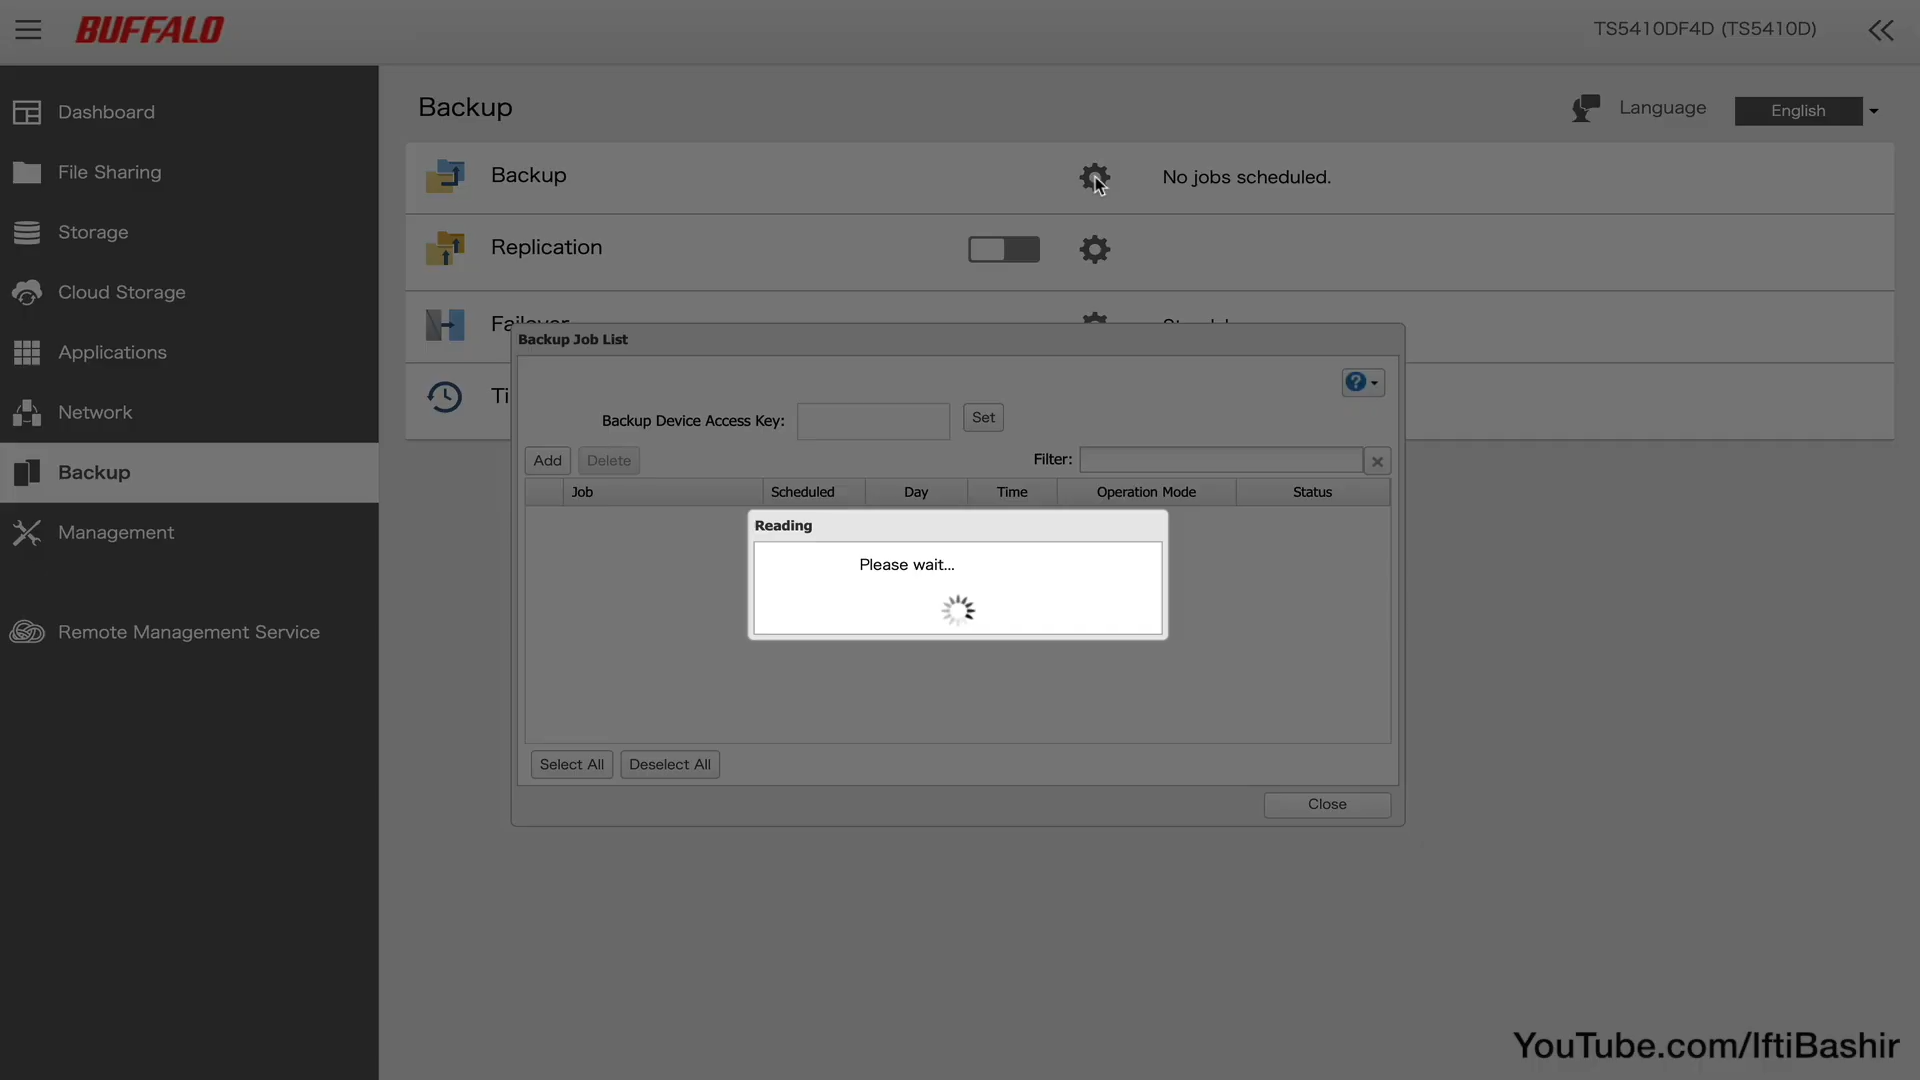 BUFFALO
TS5410DF4D (TS5410D)
Dashboard
File Sharing
Storage
Cloud Storage
Applications
Network
Backup
Management
Remote Management Service
Backup
Language
English
Backup
No jobs scheduled.
Replication
Backup Job List
Backup Device Access Key:
Set
Add
Delete
Filter:
Job
Scheduled
Day
Time
Operation Mode
Status
Reading
Please wait...
Select All
Deselect All
Close
YouTube.com/IftiBashir